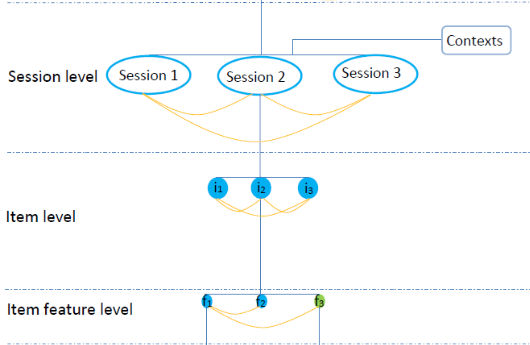 Contexts
Session level
Session 1
Session 2
Session 3
Item level
i1
i2
i3
Item feature level
f1
f2
f3